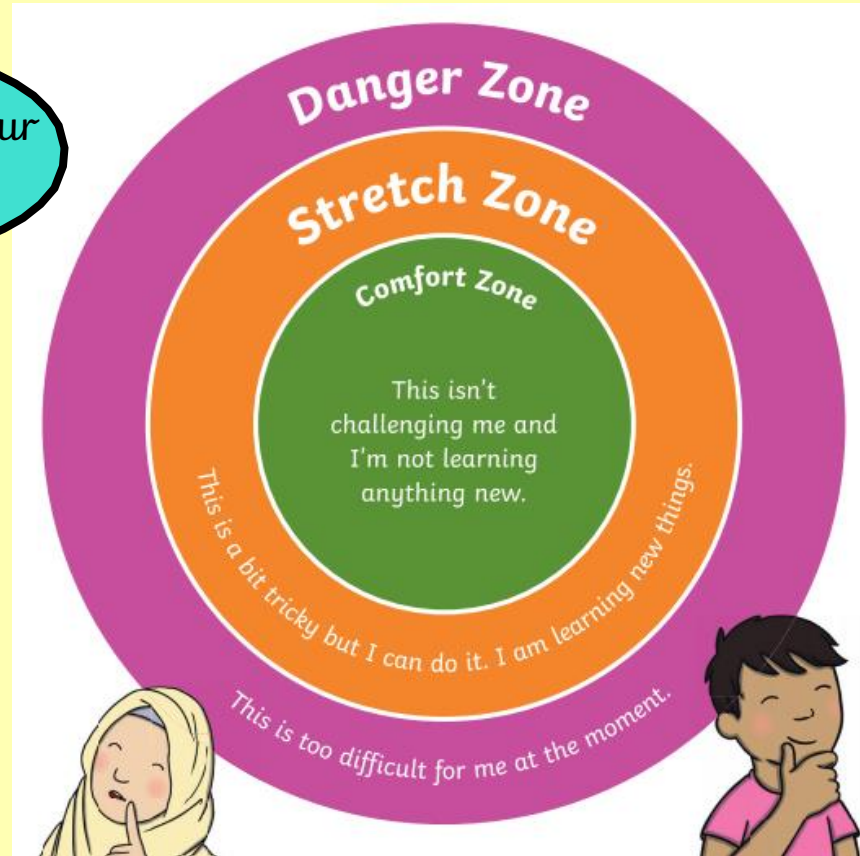 ur
Danger Zone
Stretch Zone
Comfort Zone
This isn't
challenging me and
I'm not learning
anything new.
This is a bit tricky but I can do it. I am learning new things.
This is too difficult for me at the moment.